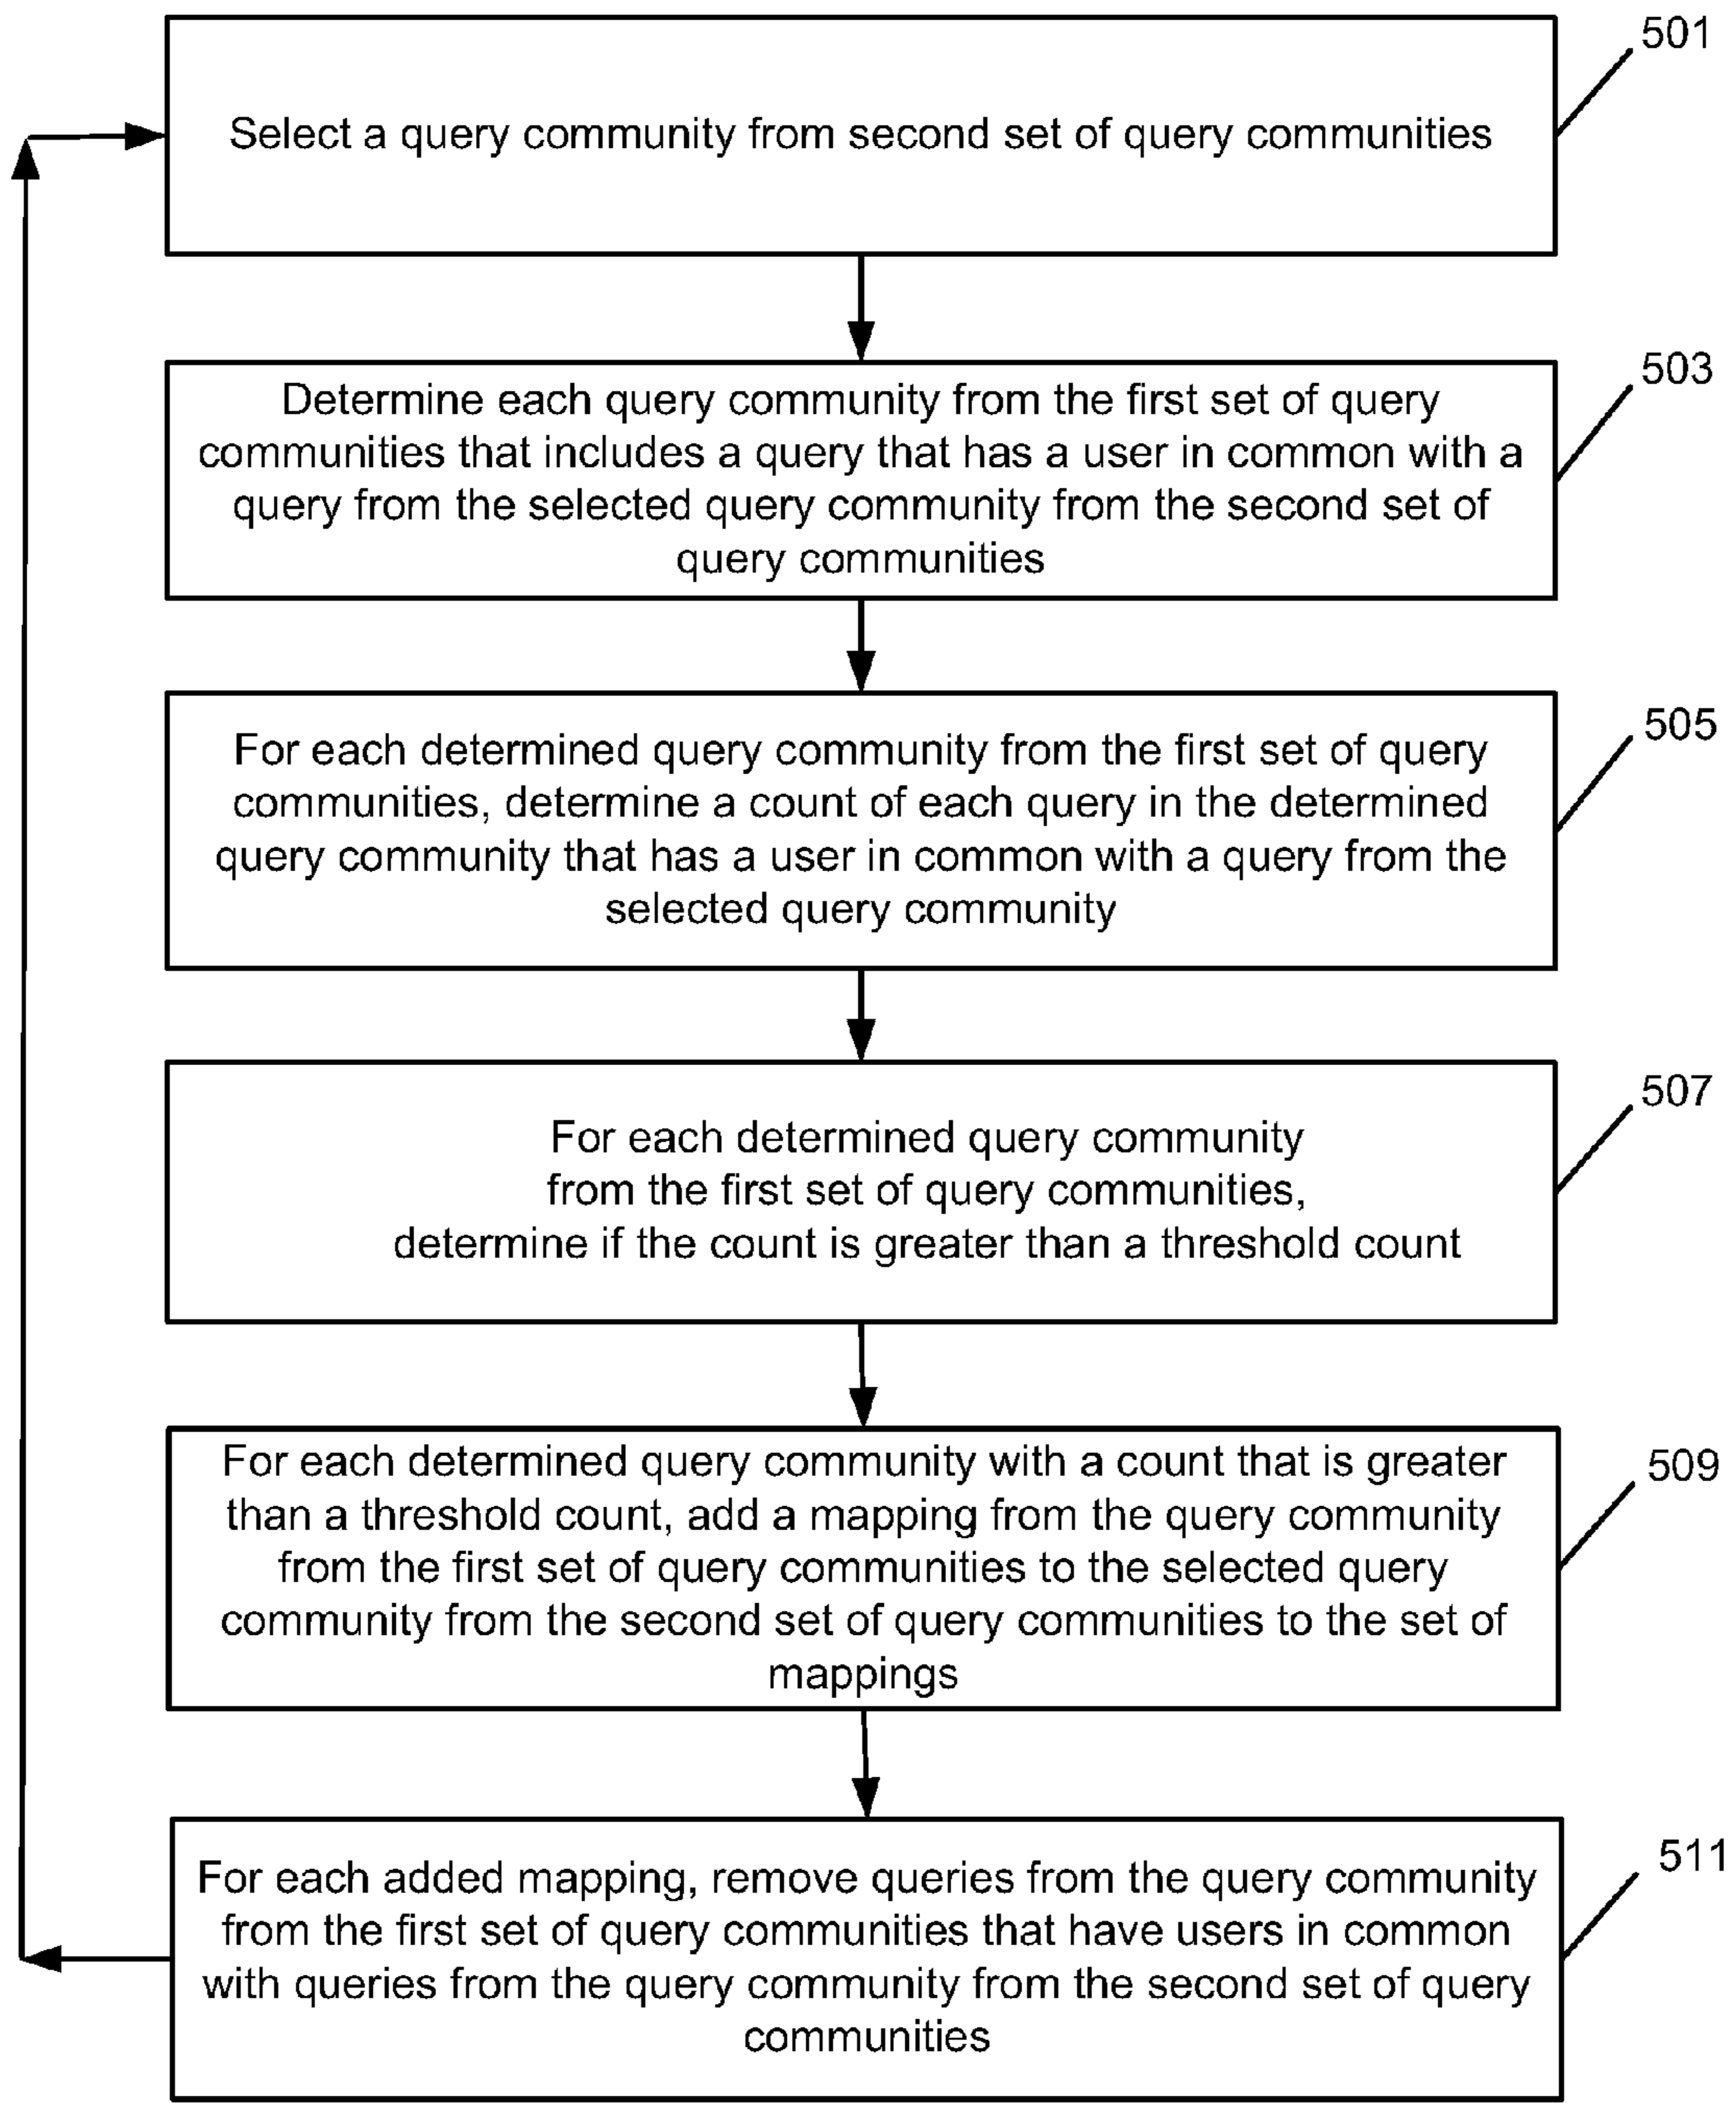 501
Select a query community from second set of query communities
503
Determine each query community from the first set of query
communities that includes a query that has a user in common with a
query from the selected query community from the second set of
query communities
505
For each determined query community from the first set of query
communities, determine a count of each query in the determined
query community that has a user in common with a query from the
selected query community
507
For each determined query community
from the first set of query communities,
determine if the count is greater than a threshold count
509
For each determined query community with a count that is greater
than a threshold count, add a mapping from the query community
from the first set of query communities to the selected query
community from the second set of query communities to the set of
mappings
511
For each added mapping, remove queries from the query community
from the first set of query communities that have users in common
with queries from the query community from the second set of query
communities